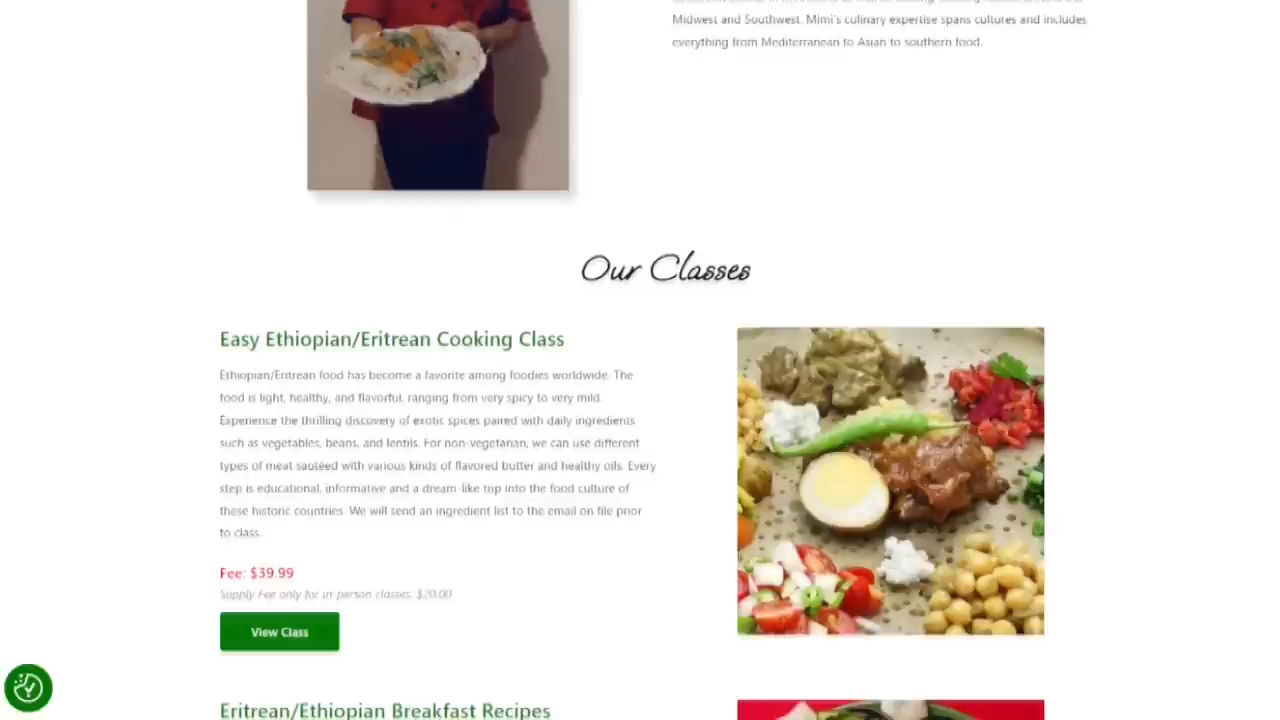 Midwest and Southwest. Mimi's culinary expertise spans cultures and includes
everything from Mediterranean to Asian to southern food.
Our Classes
Easy Ethiopian/Eritrean Cooking Class
Ethiopian/Eritrean food has become a favorite among foodies worldwide. The
food is light, healthy, and flavorful, ranging from very spicy to very mild.
Experience the thrilling discovery of exotic spices paired with daily ingredients
such as vegetables, beans, and lentils. For non-vegetarian, we can use different
types of meat sautéed with various kinds of flavored butter and healthy oils. Every
step is educational, informative and a dream-like trip into the food culture of
these historic countries. We will send an ingredient list to the email on file prior
to class.
Fee: $39.99
Supply Fee only for in-person classes. $20.00
View Class
Eritrean/Ethiopian Breakfast Recipes